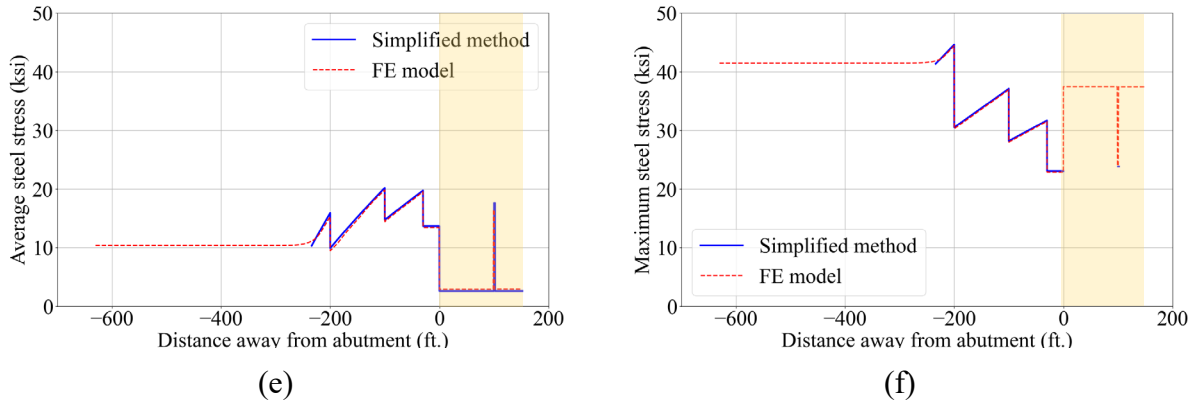 50
40
30
20
10
0
Average steel stress (ksi)
Simplified method
FE model
−600
−400
−200
0
200
Distance away from abutment (ft.)
(e)
50
40
30
20
10
0
Maximum steel stress (ksi)
Simplified method
FE model
−600
−400
−200
0
200
Distance away from abutment (ft.)
(f)